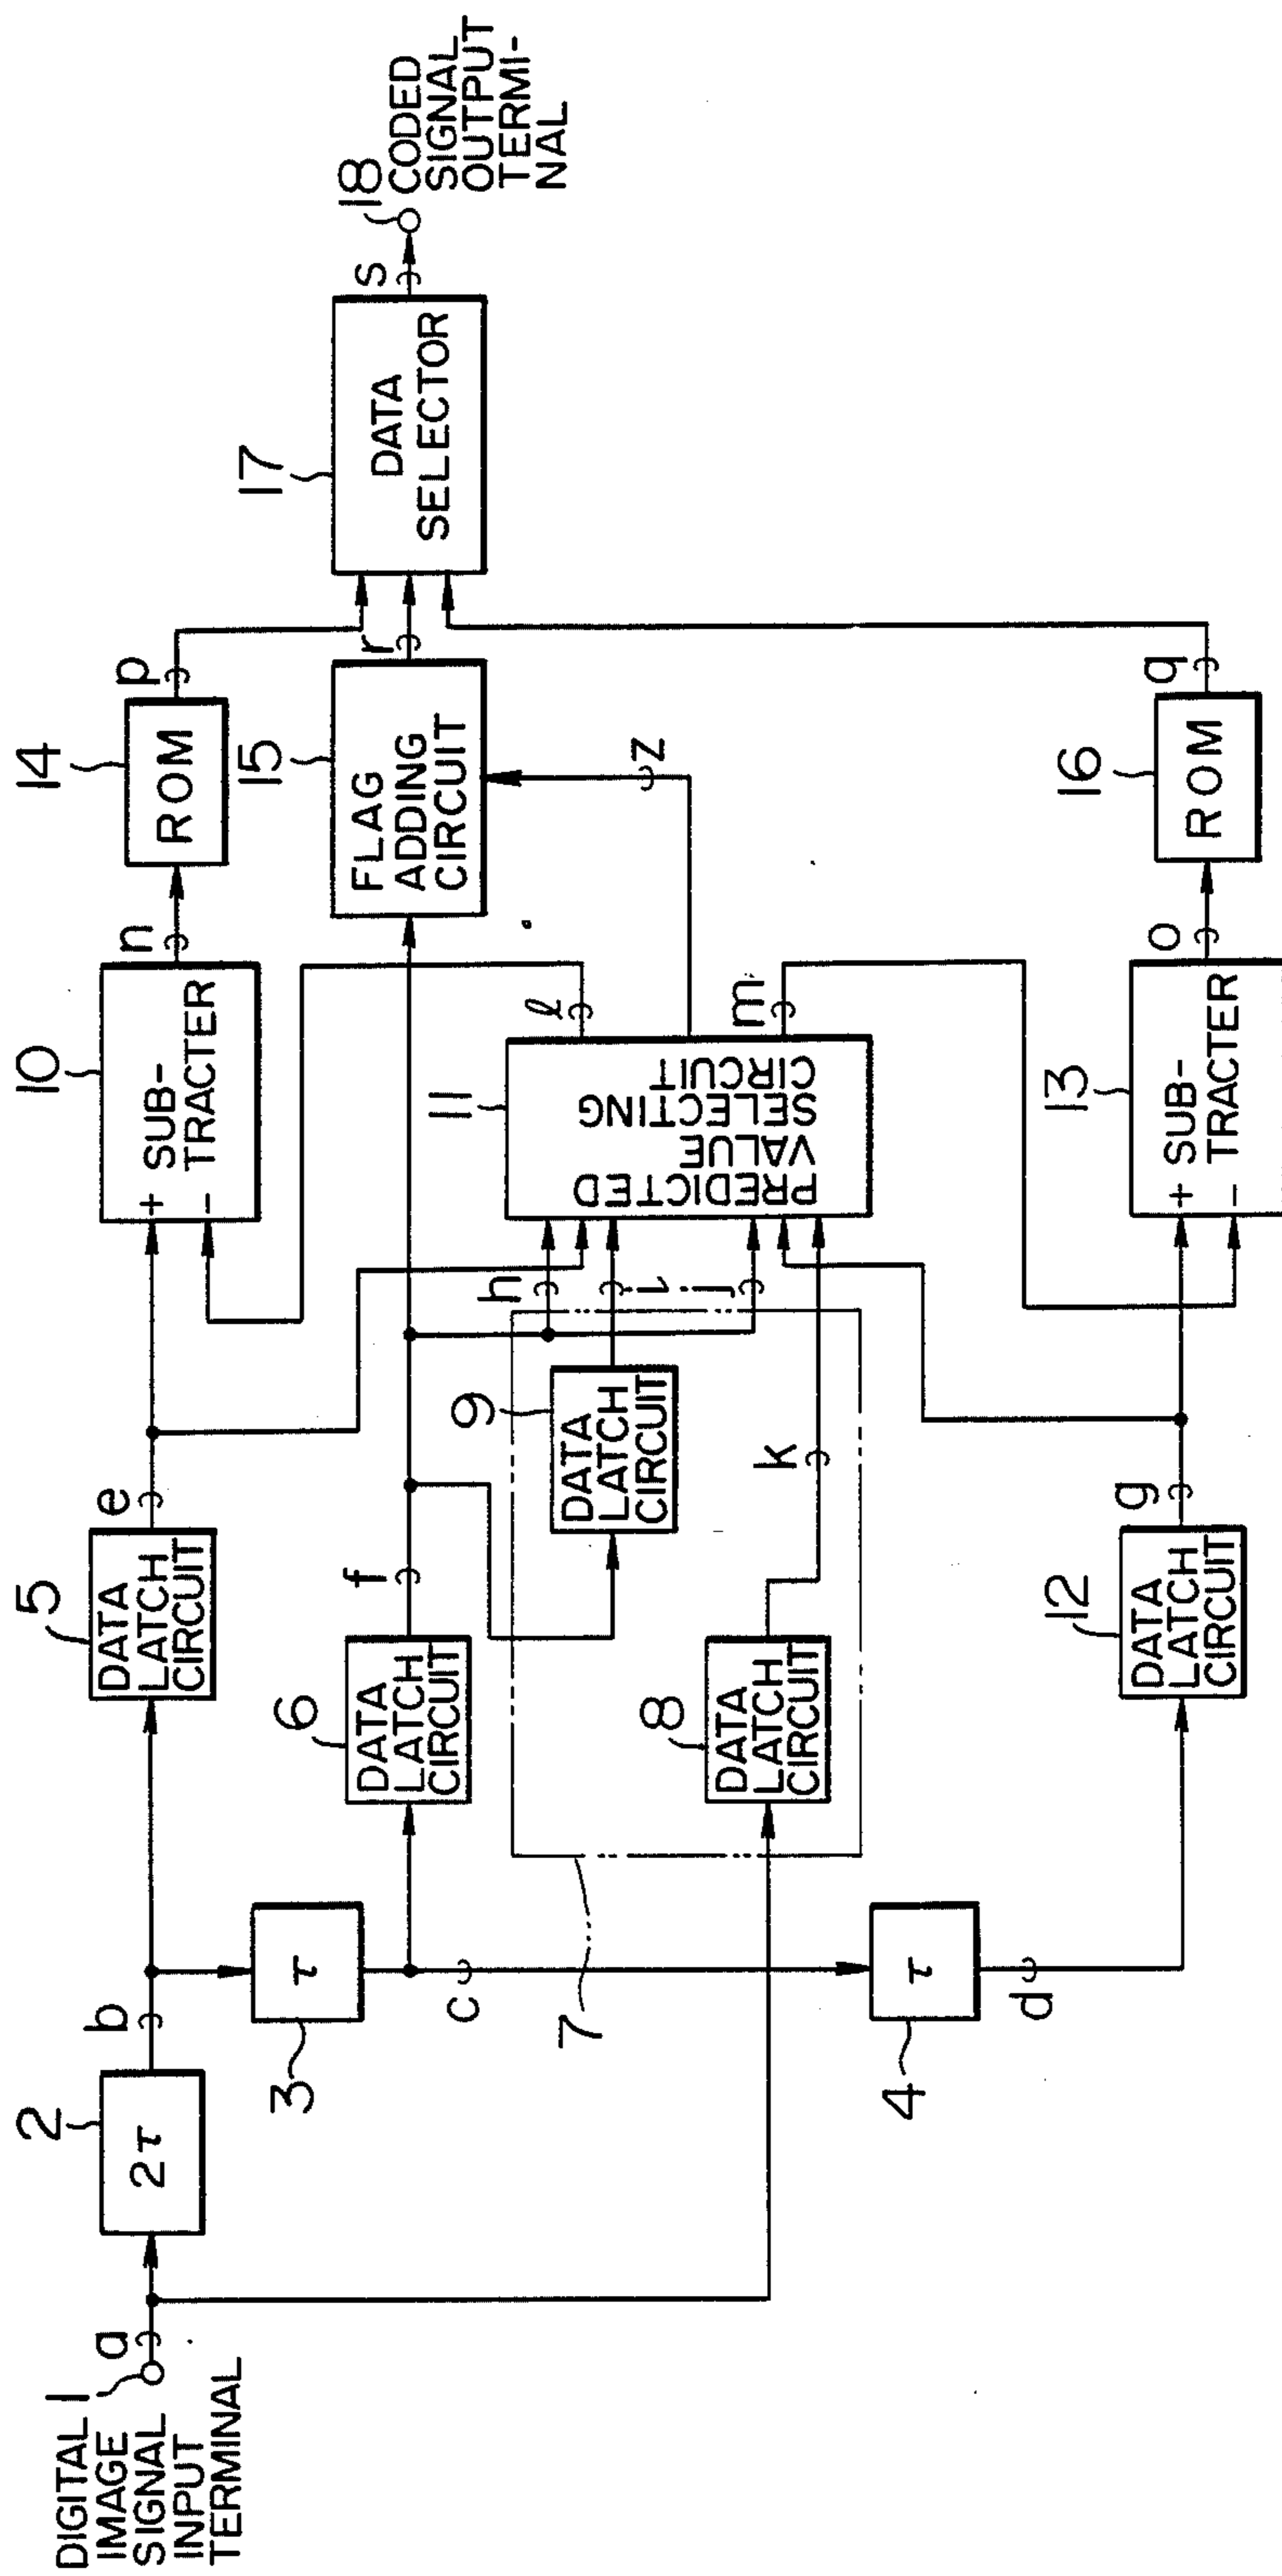 DIGITAL
IMAGE
SIGNAL
INPUT
TERMINAL
1
a
2
2τ
b
3
τ
c
4
τ
d
5
DATA
LATCH
CIRCUIT
e
6
DATA
LATCH
CIRCUIT
f
7
8
DATA
LATCH
CIRCUIT
k
9
DATA
LATCH
CIRCUIT
h
i
j
12
DATA
LATCH
CIRCUIT
g
10
+
−
SUB-
TRACTER
n
11
PREDICTED
VALUE
SELECTING
CIRCUIT
ℓ
z
m
13
+
−
SUB-
TRACTER
o
14
ROM
p
15
FLAG
ADDING
CIRCUIT
r
16
ROM
q
17
DATA
SELECTOR
s
18
CODED
SIGNAL
OUTPUT
TERMI-
NAL